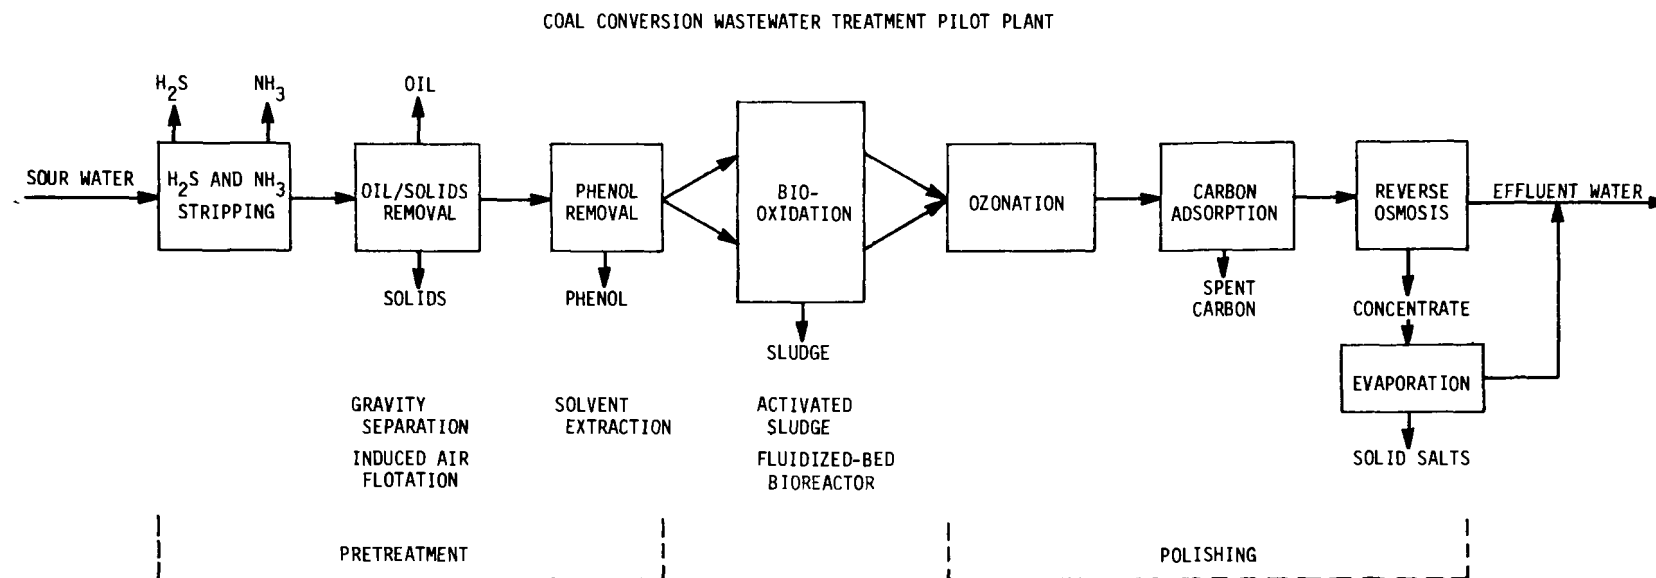 COAL CONVERSION WASTEWATER TREATMENT PILOT PLANT
H2S
NH3
OIL
SOUR WATER
H2S AND NH3
STRIPPING
OIL/SOLIDS
REMOVAL
PHENOL
REMOVAL
BIO-
OXIDATION
OZONATION
CARBON
ADSORPTION
REVERSE
OSMOSIS
EFFLUENT WATER
SOLIDS
PHENOL
SLUDGE
SPENT
CARBON
CONCENTRATE
EVAPORATION
SOLID SALTS
GRAVITY
SEPARATION
INDUCED AIR
FLOTATION
SOLVENT
EXTRACTION
ACTIVATED
SLUDGE
FLUIDIZED-BED
BIOREACTOR
PRETREATMENT
POLISHING